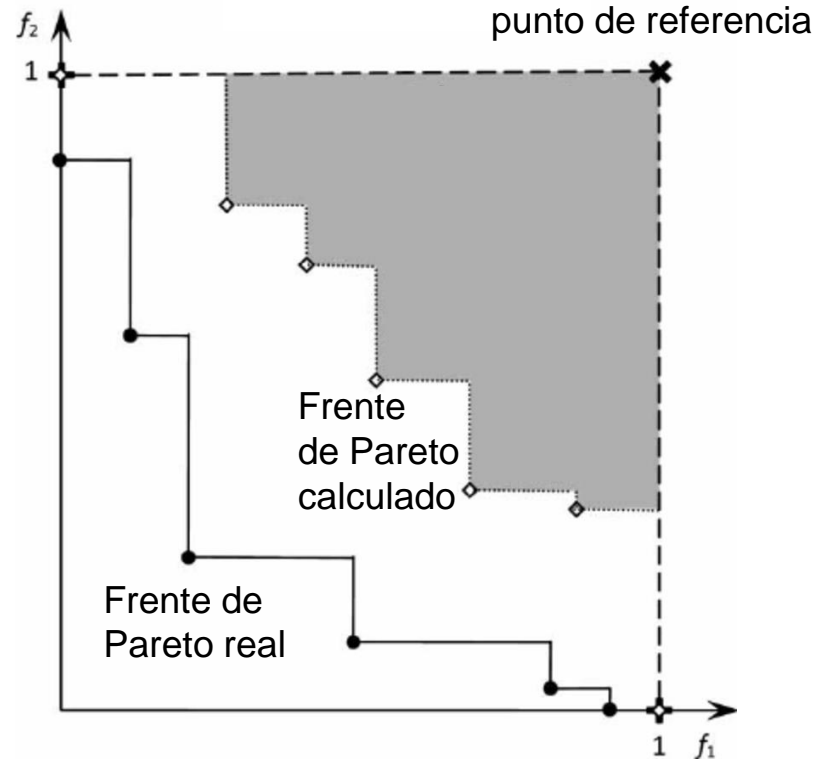 f₂
punto de referencia
1
Frente
de Pareto
calculado
Frente de
Pareto real
1
f₁